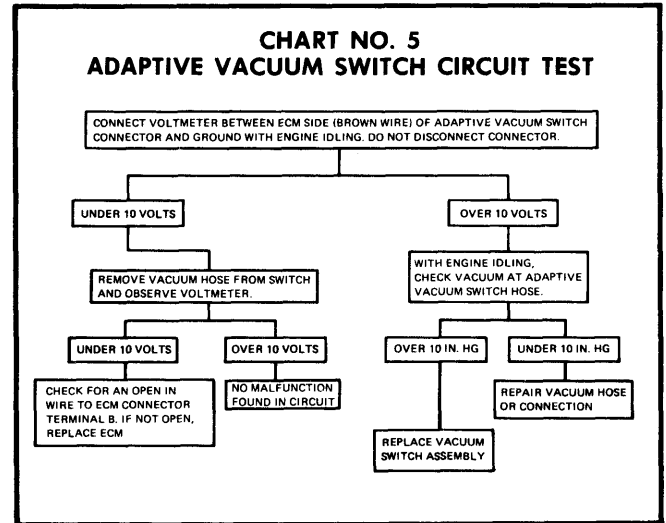 CHART NO. 5
ADAPTIVE VACUUM SWITCH CIRCUIT TEST
CONNECT VOLTMETER BETWEEN ECM SIDE (BROWN WIRE) OF ADAPTIVE VACUUM SWITCH
CONNECTOR AND GROUND WITH ENGINE IDLING. DO NOT DISCONNECT CONNECTOR.
UNDER 10 VOLTS
OVER 10 VOLTS
REMOVE VACUUM HOSE FROM SWITCH
AND OBSERVE VOLTMETER.
WITH ENGINE IDLING,
CHECK VACUUM AT ADAPTIVE
VACUUM SWITCH HOSE.
UNDER 10 VOLTS
OVER 10 VOLTS
OVER 10 IN. HG
UNDER 10 IN. HG
CHECK FOR AN OPEN IN
WIRE TO ECM CONNECTOR
TERMINAL B. IF NOT OPEN,
REPLACE ECM
NO MALFUNCTION
FOUND IN CIRCUIT
REPAIR VACUUM HOSE
OR CONNECTION
REPLACE VACUUM
SWITCH ASSEMBLY